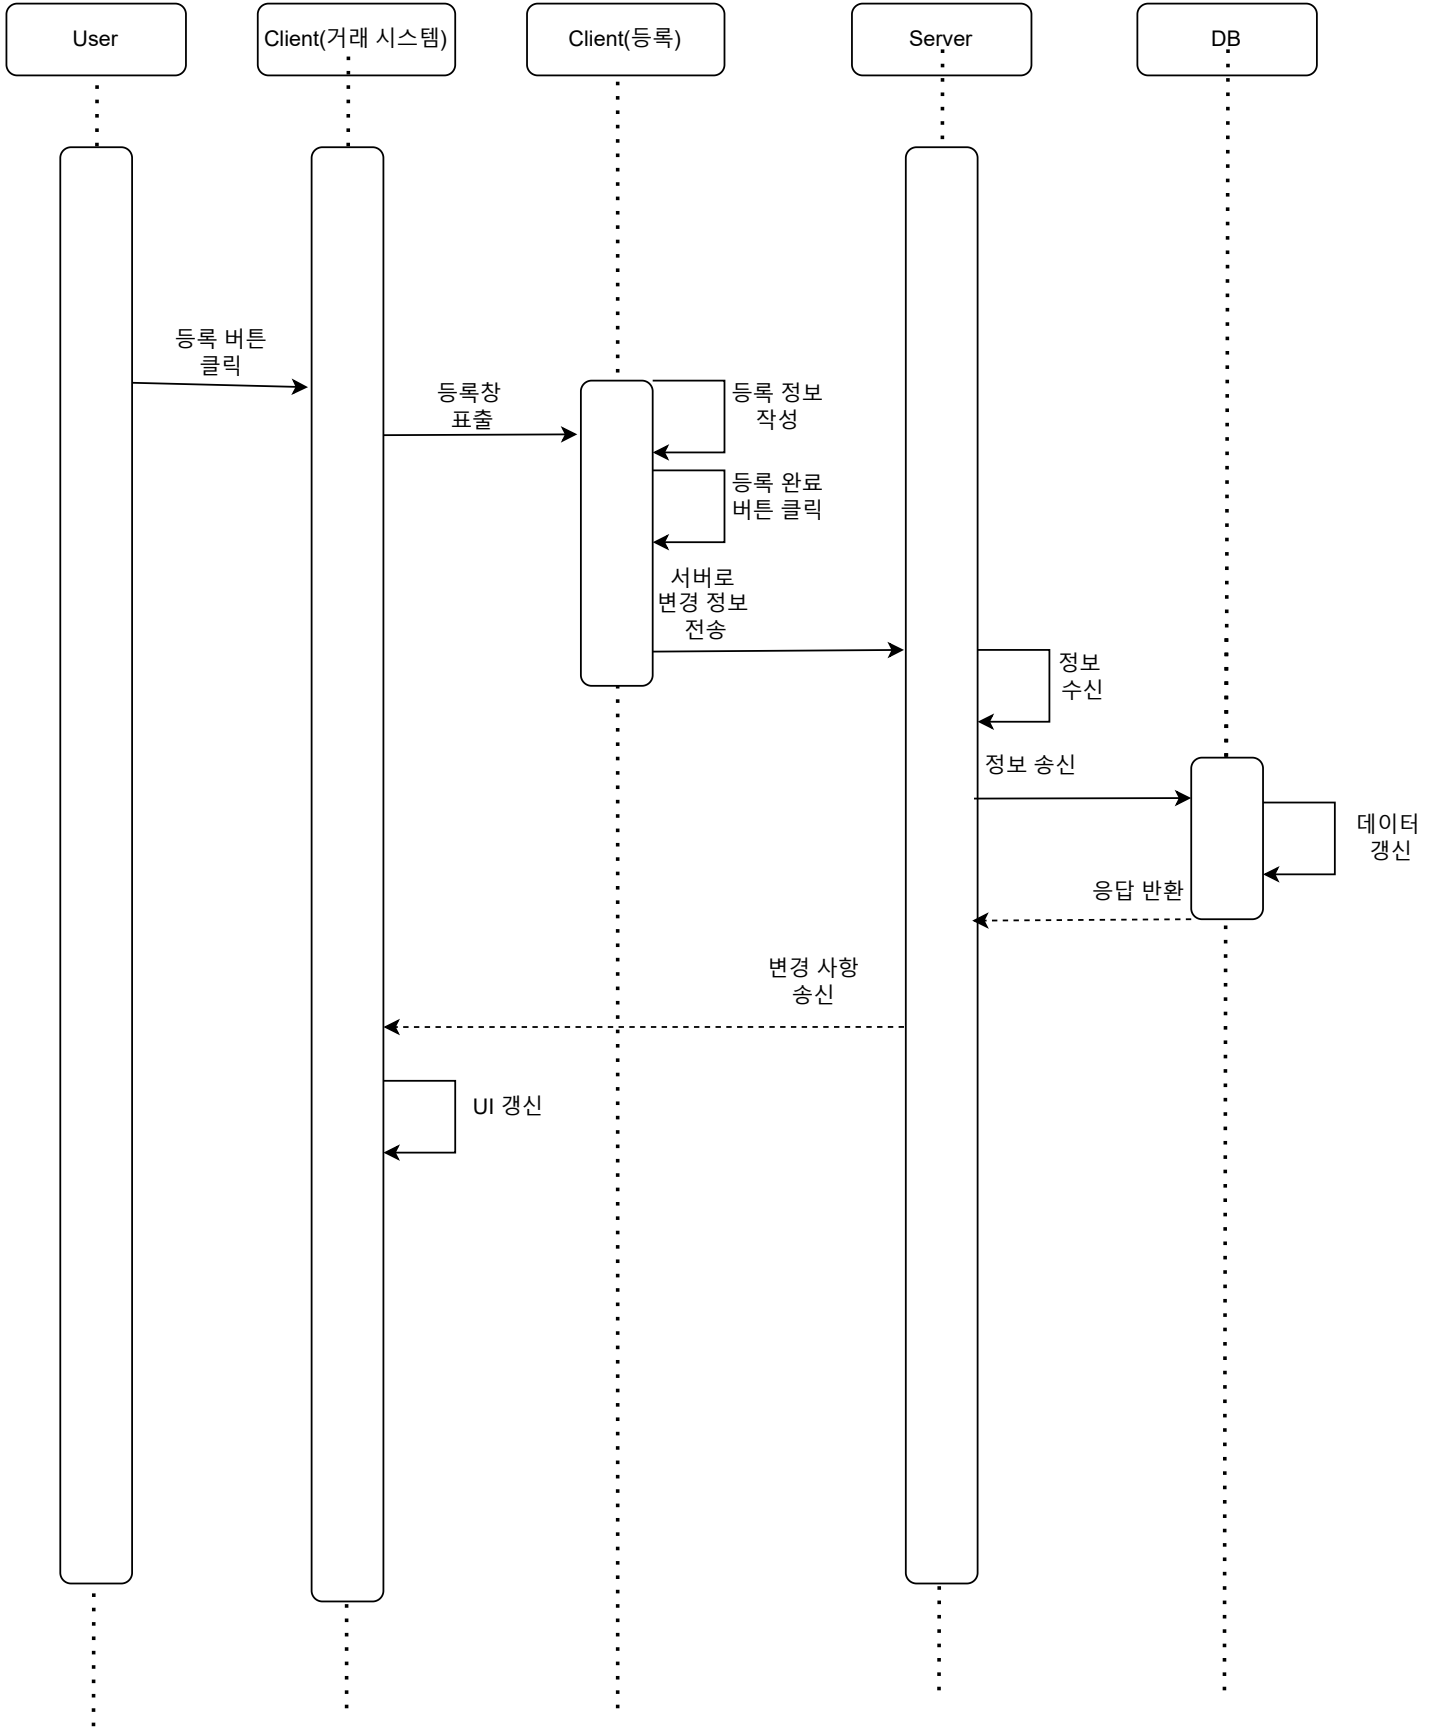 User
Client(거래 시스템)
Client(등록)
Server
DB
등록 버튼
클릭
등록창
표출
등록 정보
작성
등록 완료
버튼 클릭
서버로
변경 정보
전송
정보
수신
정보 송신
데이터
갱신
응답 반환
변경 사항
송신
UI 갱신